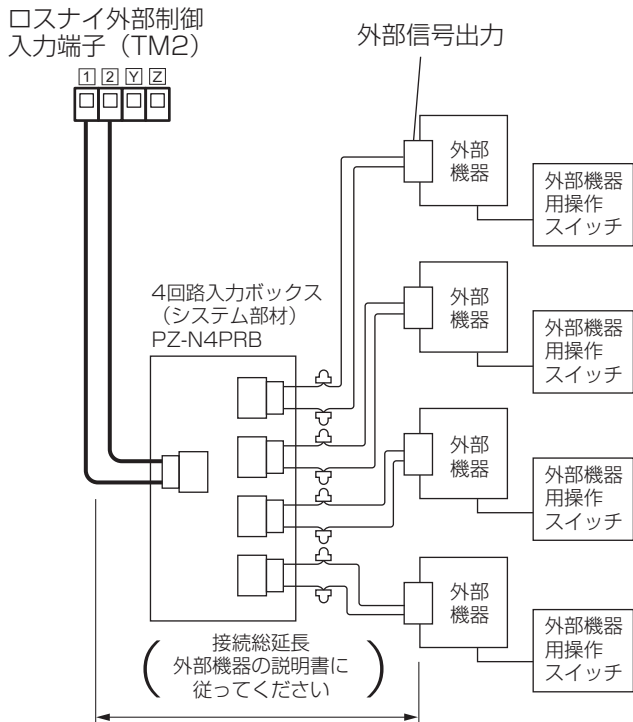 ロスナイ外部制御
入力端子（TM2）
1 2 Y Z
外部信号出力
外部
機器
外部機器
用操作
スイッチ
4回路入力ボックス
（システム部材）
PZ-N4PRB
外部
機器
外部機器
用操作
スイッチ
外部
機器
外部機器
用操作
スイッチ
外部
機器
外部機器
用操作
スイッチ
（接続総延長
外部機器の説明書に
従ってください）